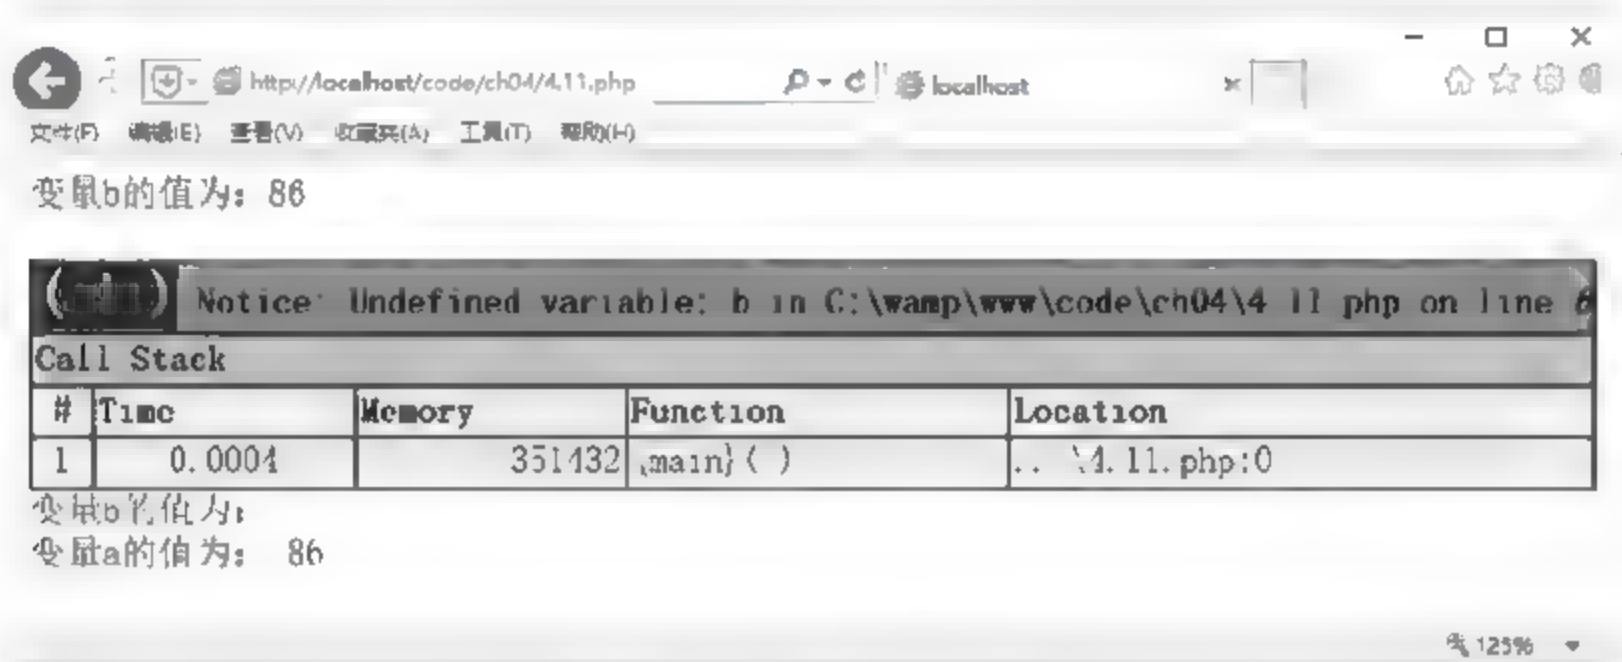 http://localhost/code/ch04/4.11.php localhost
文件(F) 编辑(E) 查看(V) 收藏夹(A) 工具(T) 帮助(H)
变量b的值为：86
Notice: Undefined variable: b in C:\wamp\www\code\ch04\4 11 php on line 6
Call Stack
# Time Memory Function Location
1 0.0004 351432 {main}( ) .. \4.11.php:0
变量b的值为：
变量a的值为： 86
125%